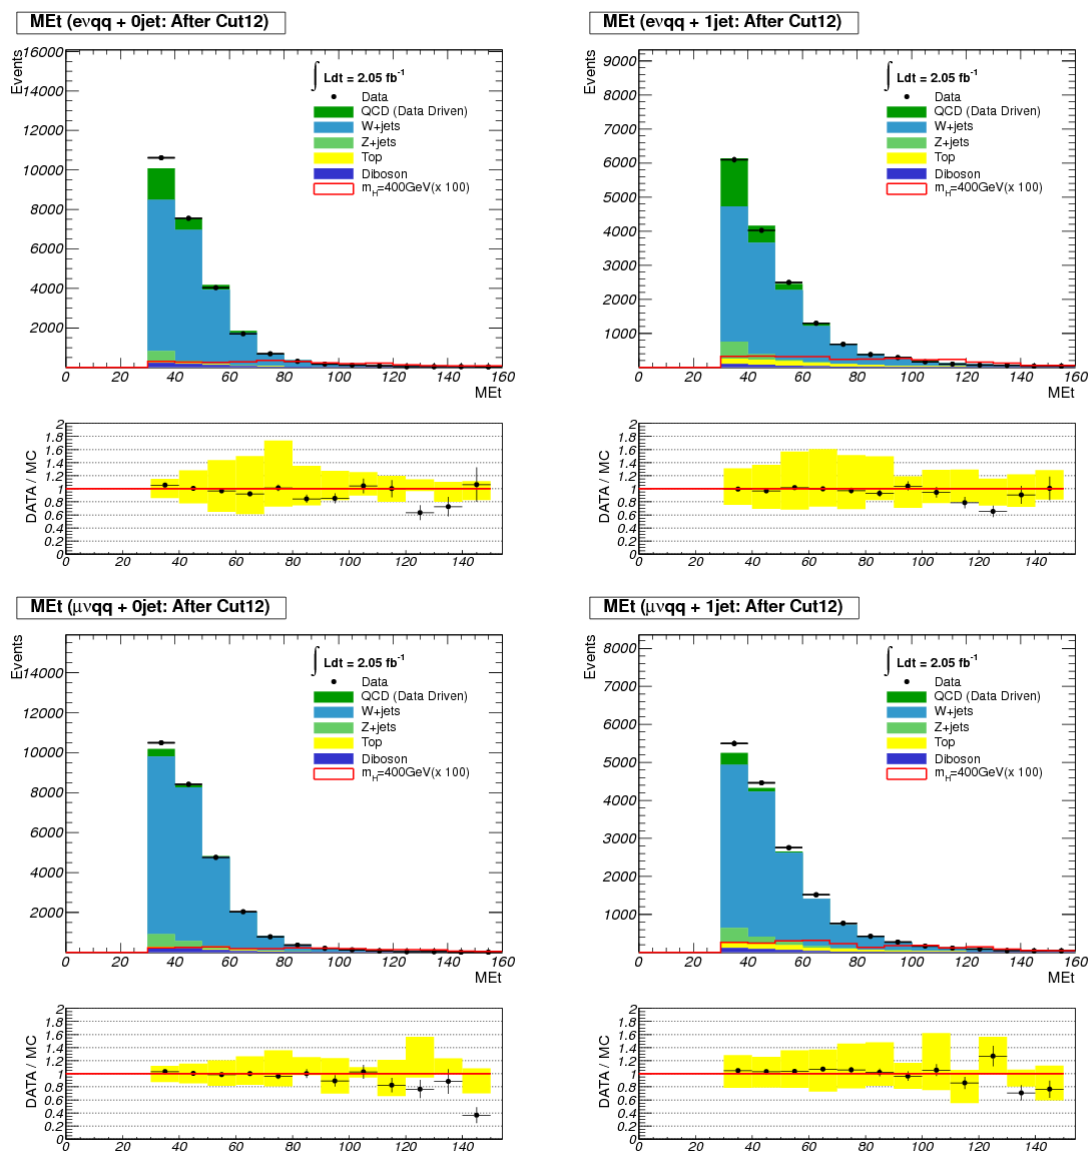 MEt (eνqq + 0jet: After Cut12)
Events
16000
14000
12000
10000
8000
6000
4000
2000
∫ Ldt = 2.05 fb⁻¹
Data
QCD (Data Driven)
W+jets
Z+jets
Top
Diboson
m_H=400GeV(x 100)
0 20 40 60 80 100 120 140 160
MEt
DATA / MC
2
1.8
1.6
1.4
1.2
1
0.8
0.6
0.4
0.2
0
0 20 40 60 80 100 120 140
MEt (eνqq + 1jet: After Cut12)
Events
9000
8000
7000
6000
5000
4000
3000
2000
1000
∫ Ldt = 2.05 fb⁻¹
Data
QCD (Data Driven)
W+jets
Z+jets
Top
Diboson
m_H=400GeV(x 100)
0 20 40 60 80 100 120 140 160
MEt
DATA / MC
2
1.8
1.6
1.4
1.2
1
0.8
0.6
0.4
0.2
0
0 20 40 60 80 100 120 140
MEt (μνqq + 0jet: After Cut12)
Events
14000
12000
10000
8000
6000
4000
2000
∫ Ldt = 2.05 fb⁻¹
Data
QCD (Data Driven)
W+jets
Z+jets
Top
Diboson
m_H=400GeV(x 100)
0 20 40 60 80 100 120 140 160
MEt
DATA / MC
2
1.8
1.6
1.4
1.2
1
0.8
0.6
0.4
0.2
0
0 20 40 60 80 100 120 140
MEt (μνqq + 1jet: After Cut12)
Events
8000
7000
6000
5000
4000
3000
2000
1000
∫ Ldt = 2.05 fb⁻¹
Data
QCD (Data Driven)
W+jets
Z+jets
Top
Diboson
m_H=400GeV(x 100)
0 20 40 60 80 100 120 140 160
MEt
DATA / MC
2
1.8
1.6
1.4
1.2
1
0.8
0.6
0.4
0.2
0
0 20 40 60 80 100 120 140